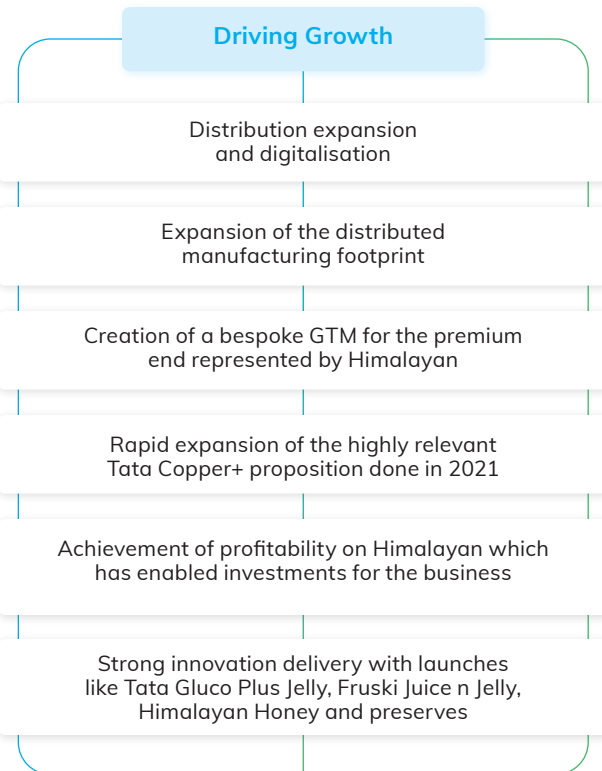 Driving Growth
Distribution expansion
and digitalisation
Expansion of the distributed
manufacturing footprint
Creation of a bespoke GTM for the premium
end represented by Himalayan
Rapid expansion of the highly relevant
Tata Copper+ proposition done in 2021
Achievement of profitability on Himalayan which
has enabled investments for the business
Strong innovation delivery with launches
like Tata Gluco Plus Jelly, Fruski Juice n Jelly,
Himalayan Honey and preserves